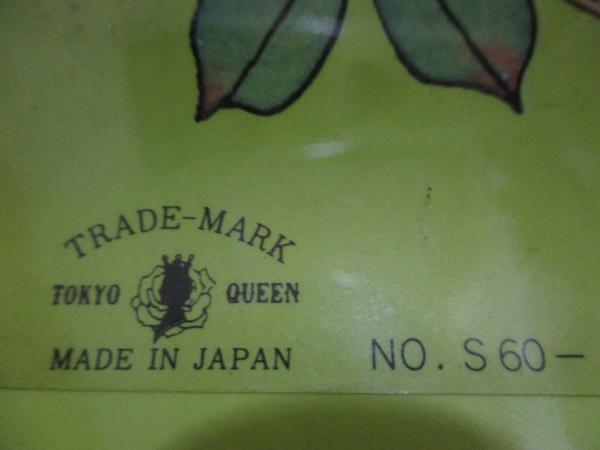 TRADE-MARK
TOKYO QUEEN
MADE IN JAPAN
NO. S 60-